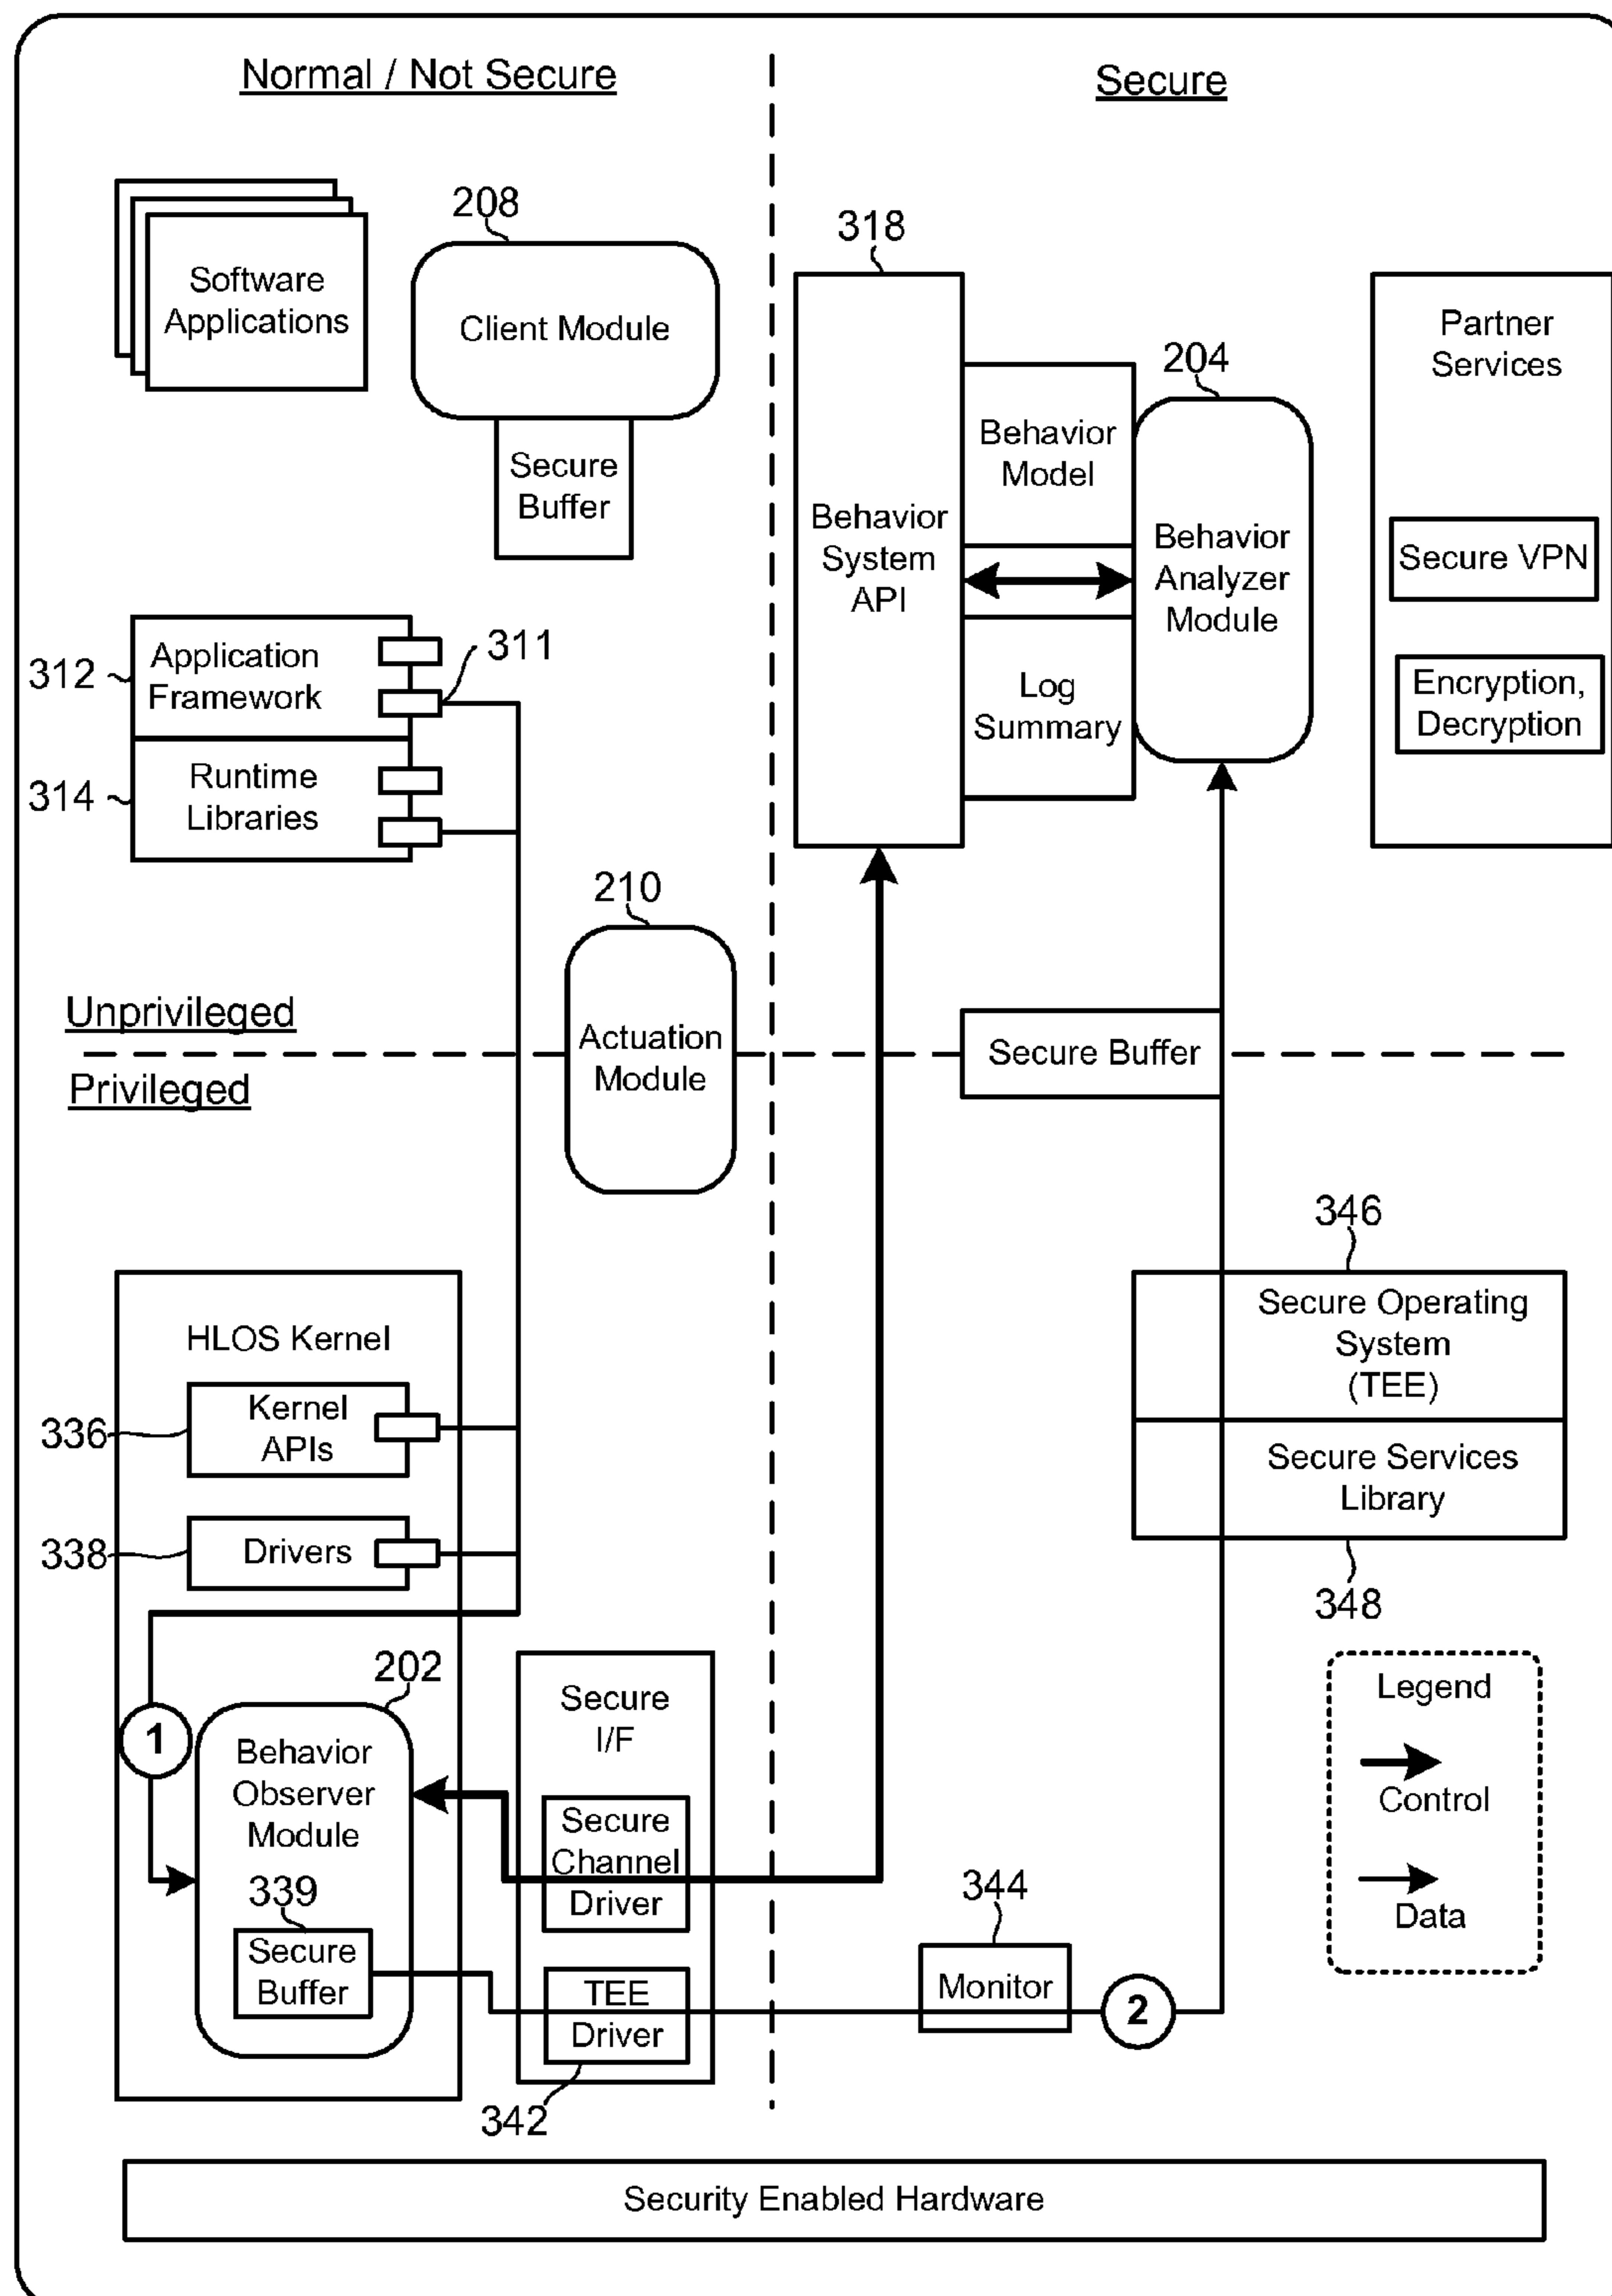 Normal / Not Secure
Secure
Software
Applications
208
Client Module
Secure
Buffer
318
Behavior
System
API
Behavior
Model
Log
Summary
204
Behavior
Analyzer
Module
Partner
Services
Secure VPN
Encryption,
Decryption
312
Application
Framework
311
314
Runtime
Libraries
210
Actuation
Module
Unprivileged
Privileged
Secure Buffer
346
Secure Operating
System
(TEE)
Secure Services
Library
348
HLOS Kernel
336
Kernel
APIs
338
Drivers
202
1
Behavior
Observer
Module
339
Secure
Buffer
Secure
I/F
Secure
Channel
Driver
TEE
Driver
342
344
Monitor
2
Legend
Control
Data
Security Enabled Hardware